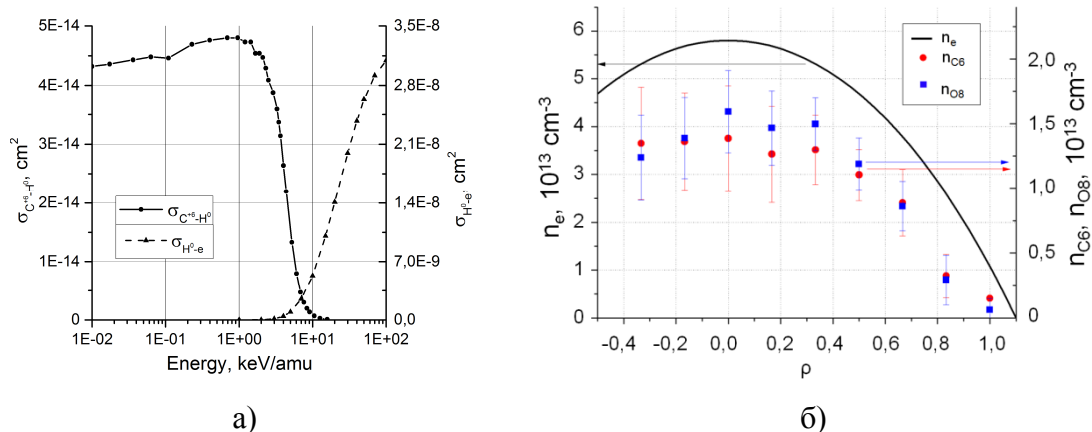 5E-14
4E-14
3E-14
2E-14
1E-14
0
3,5E-8
2,8E-8
2,1E-8
1,4E-8
7,0E-9
0,0
1E-02 1E-01 1E+00 1E+01 1E+02
Energy, keV/amu
σC⁺⁶-H⁰, cm²
σH⁰-e, cm²
σC⁺⁶-H⁰
σH⁰-e
а)
6
5
4
3
2
1
0
2,0
1,5
1,0
0,5
0,0
-0,4 -0,2 0,0 0,2 0,4 0,6 0,8 1,0
ρ
ne, 10¹³ cm⁻³
nC6, nO8, 10¹³ cm⁻³
ne
nC6
nO8
б)